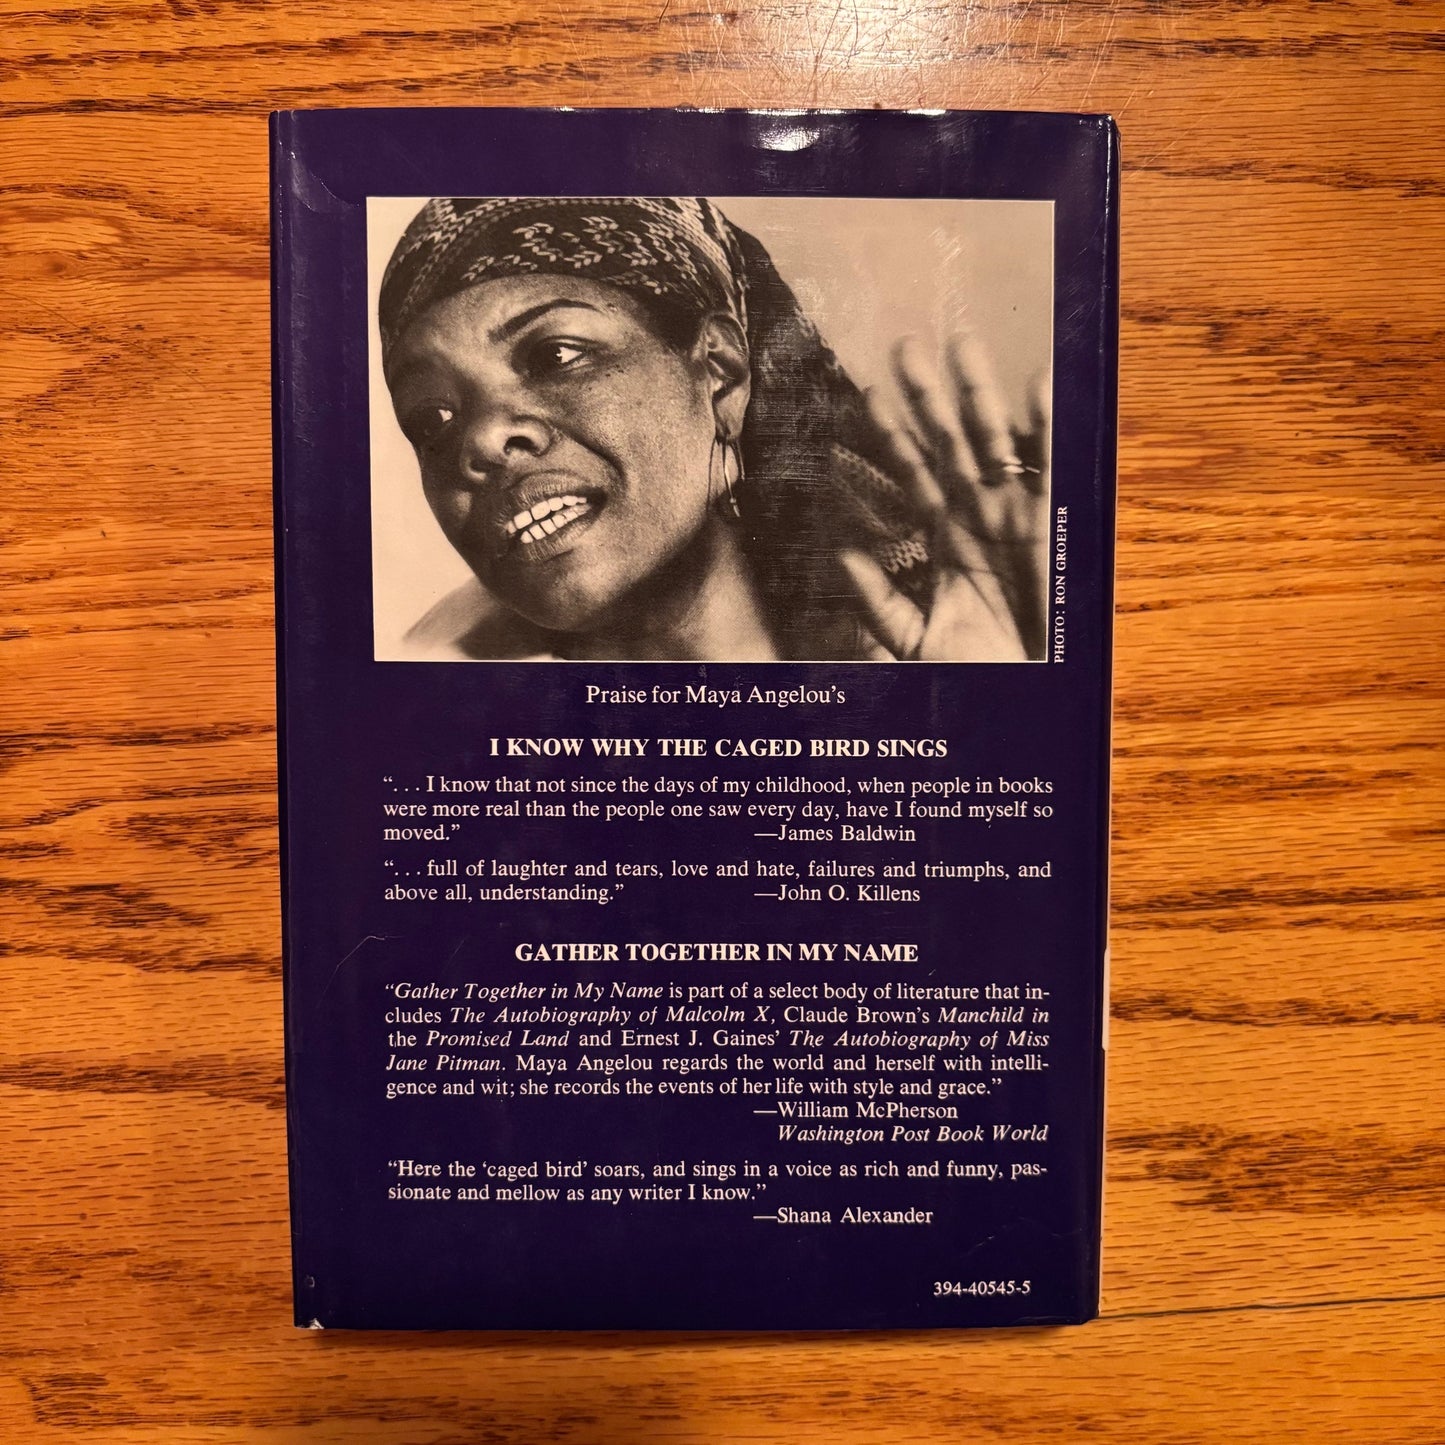 PHOTO: RON GROEPER
Praise for Maya Angelou's
I KNOW WHY THE CAGED BIRD SINGS
“. . . I know that not since the days of my childhood, when people in books
were more real than the people one saw every day, have I found myself so
moved.” —James Baldwin
“. . . full of laughter and tears, love and hate, failures and triumphs, and
above all, understanding.” —John O. Killens
GATHER TOGETHER IN MY NAME
“Gather Together in My Name is part of a select body of literature that in-
cludes The Autobiography of Malcolm X, Claude Brown’s Manchild in
the Promised Land and Ernest J. Gaines’ The Autobiography of Miss
Jane Pitman. Maya Angelou regards the world and herself with intelli-
gence and wit; she records the events of her life with style and grace.”
—William McPherson
Washington Post Book World
“Here the ‘caged bird’ soars, and sings in a voice as rich and funny, pas-
sionate and mellow as any writer I know.”
—Shana Alexander
394-40545-5